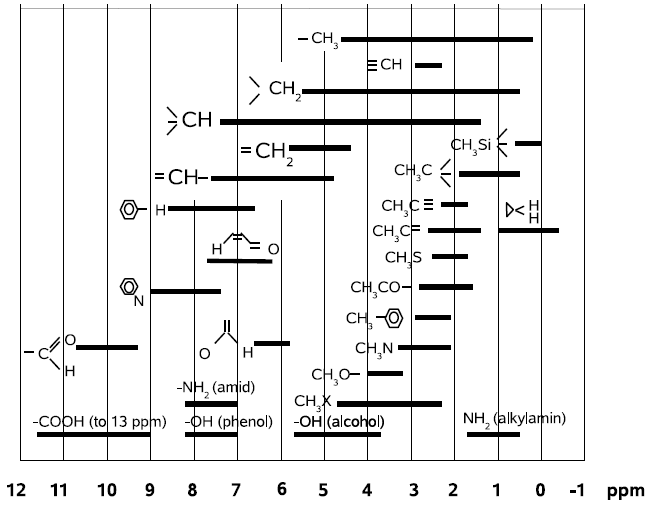 −CH3
≡CH
CH2
CH
=CH2
CH3Si
CH3C
=CH−
H
CH3C≡
H
H
CH3C=
H O
CH3S
CH3CO−
N
CH3−
O
−C
H
O H
CH3N
CH3O−
−NH2 (amid)
CH3X
−COOH (to 13 ppm)
−OH (phenol)
−OH (alcohol)
NH2 (alkylamin)
12 11 10 9 8 7 6 5 4 3 2 1 0 -1 ppm